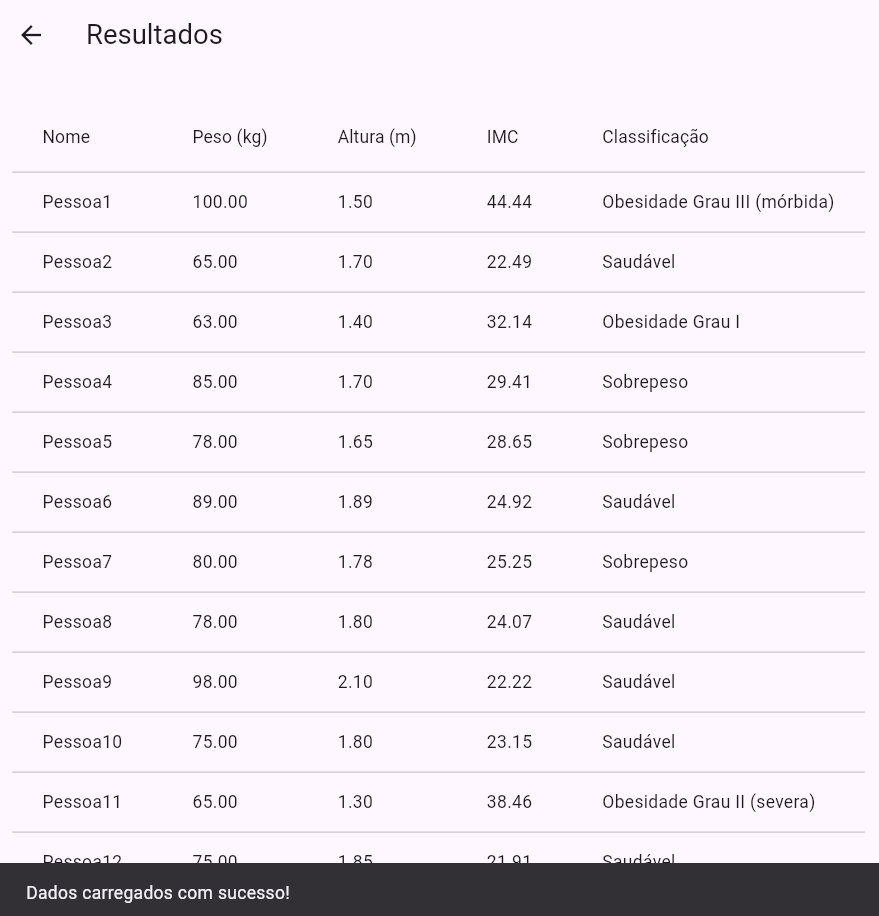 Resultados
Nome Peso (kg) Altura (m) IMC Classificação
Pessoa1 100.00 1.50 44.44 Obesidade Grau III (mórbida)
Pessoa2 65.00 1.70 22.49 Saudável
Pessoa3 63.00 1.40 32.14 Obesidade Grau I
Pessoa4 85.00 1.70 29.41 Sobrepeso
Pessoa5 78.00 1.65 28.65 Sobrepeso
Pessoa6 89.00 1.89 24.92 Saudável
Pessoa7 80.00 1.78 25.25 Sobrepeso
Pessoa8 78.00 1.80 24.07 Saudável
Pessoa9 98.00 2.10 22.22 Saudável
Pessoa10 75.00 1.80 23.15 Saudável
Pessoa11 65.00 1.30 38.46 Obesidade Grau II (severa)
Pessoa12 75.00 1.85 21.91 Saudável
Dados carregados com sucesso!